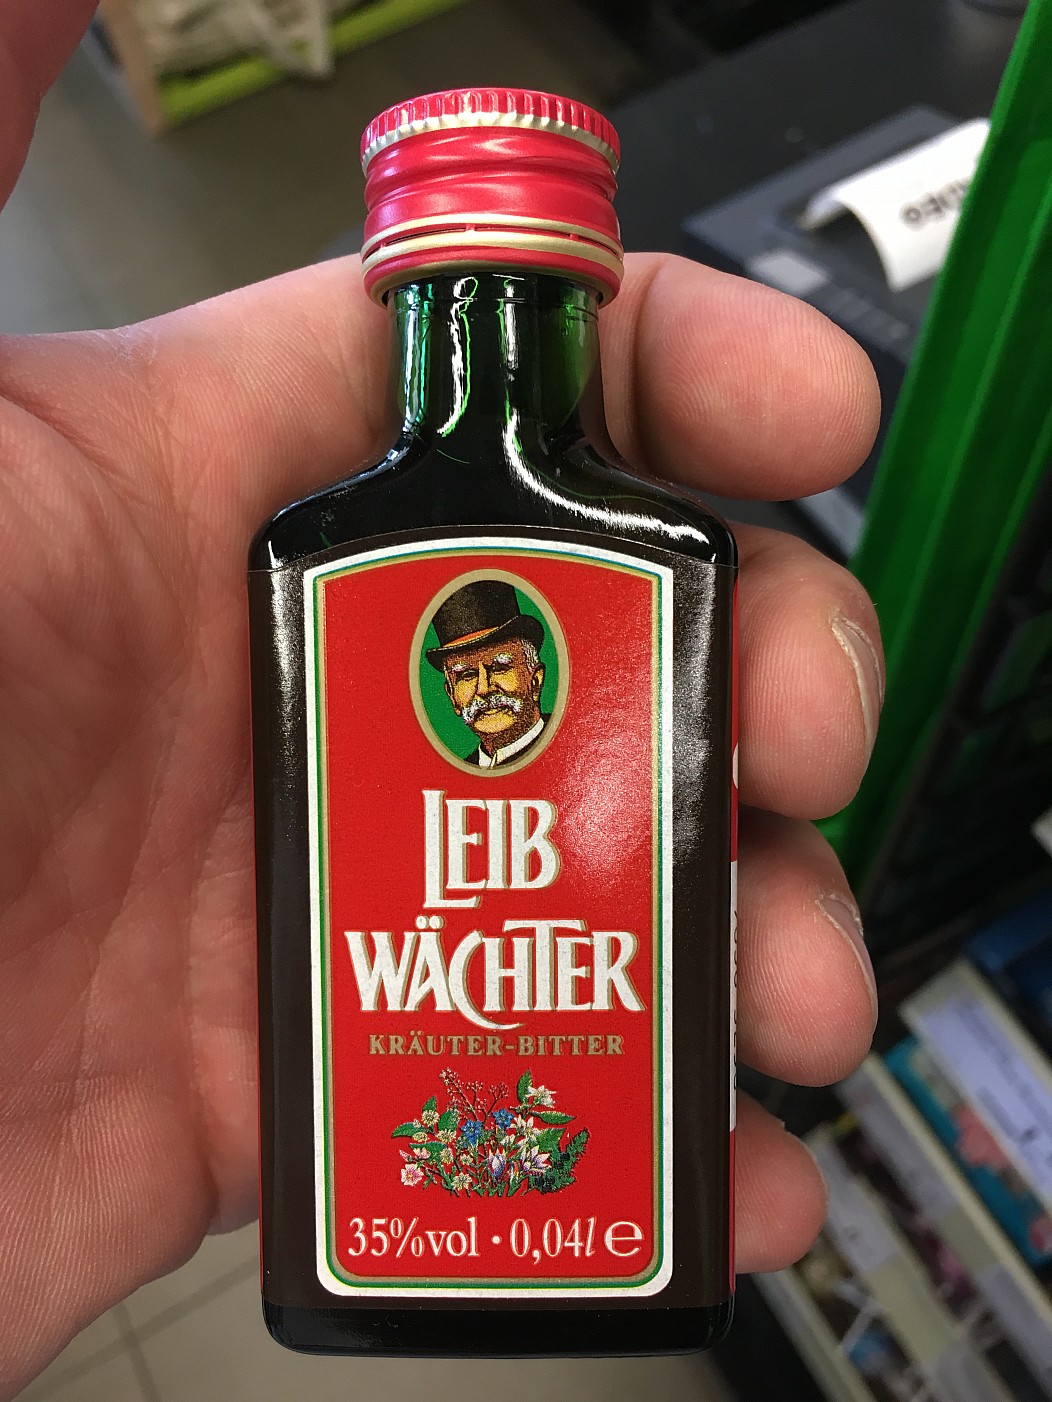 LEIB
WÄCHTER
KRÄUTER-BITTER
35%vol · 0,04l ℮